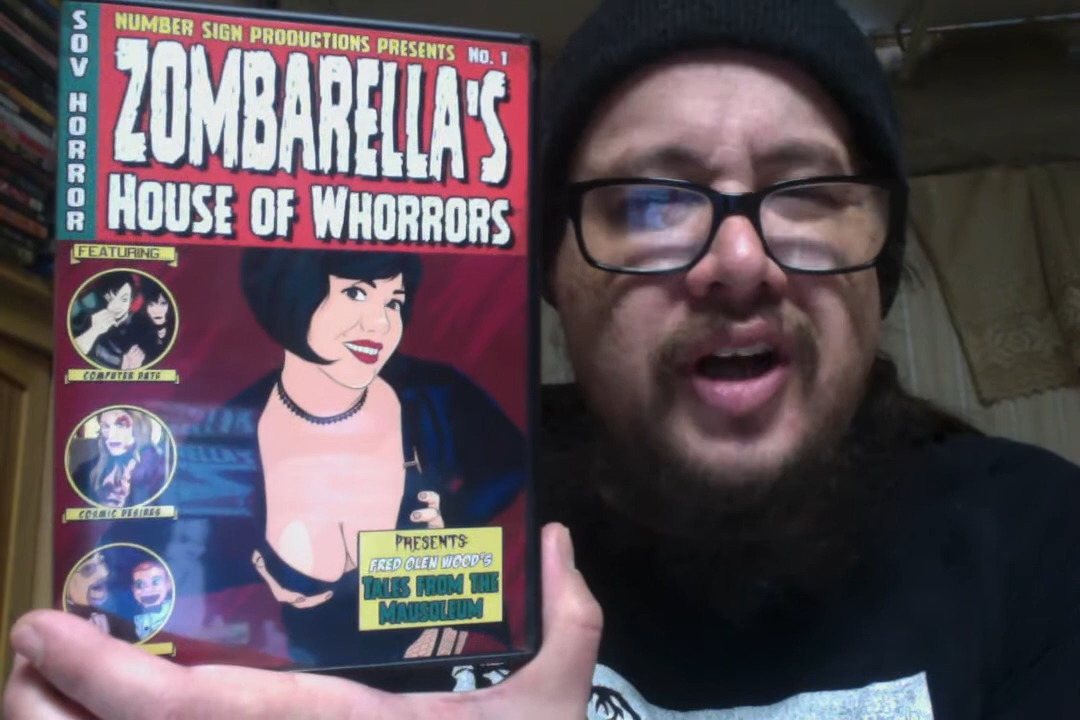 SOV HORROR
NUMBER SIGN PRODUCTIONS PRESENTS NO. 1
ZOMBARELLA'S
HOUSE OF WHORRORS
FEATURING...
COMPUTER DATE
COSMIC DESIRES
PRESENTS:
FRED OLEN WOOD'S
TALES FROM THE
MAUSOLEUM